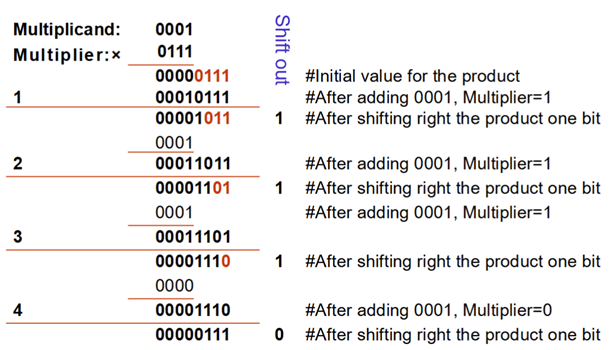 Multiplicand: 0001
Multiplier:× 0111
Shift out
00000111 #Initial value for the product
1 00010111 #After adding 0001, Multiplier=1
00001011 1 #After shifting right the product one bit
0001
2 00011011 #After adding 0001, Multiplier=1
00001101 1 #After shifting right the product one bit
0001 #After adding 0001, Multiplier=1
3 00011101
00001110 1 #After shifting right the product one bit
0000
4 00001110 #After adding 0001, Multiplier=0
00000111 0 #After shifting right the product one bit